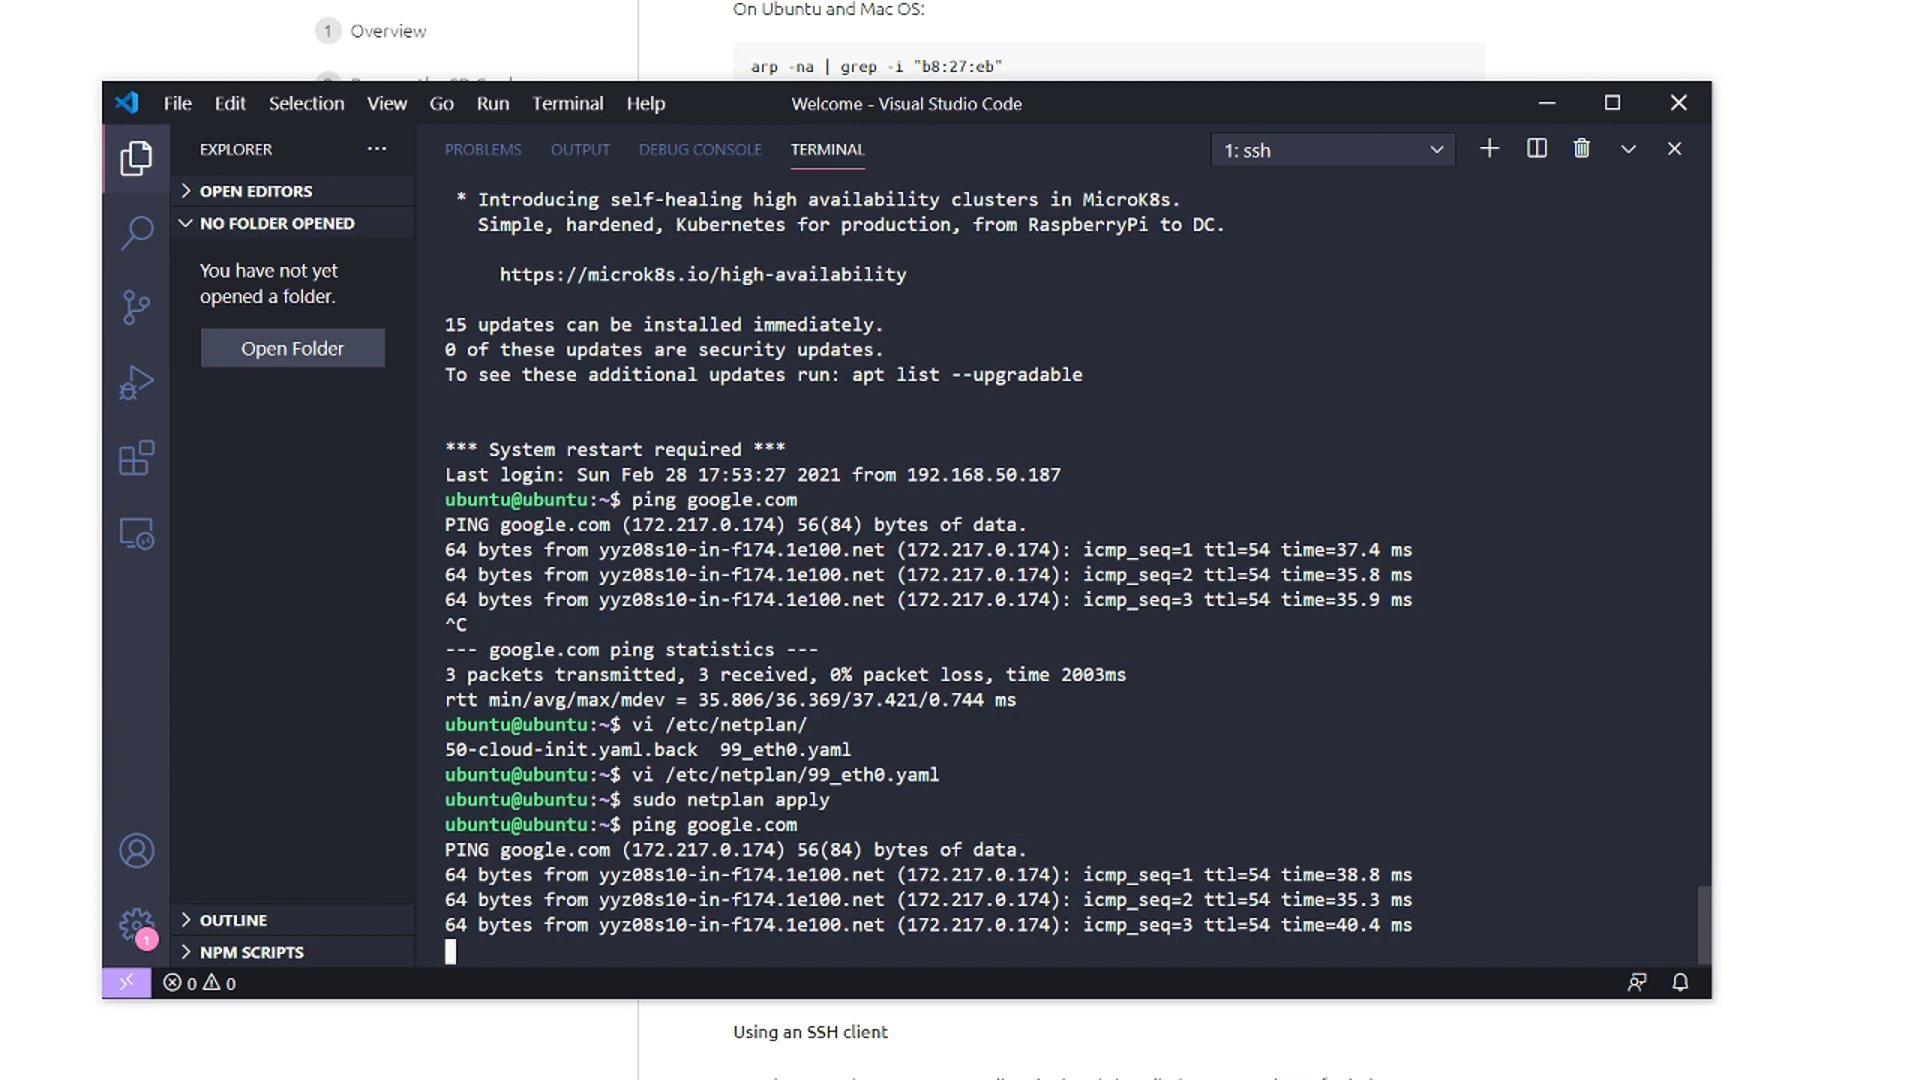 On Ubuntu and Mac OS:
1 Overview
arp -na | grep -i "b8:27:eb"
File Edit Selection View Go Run Terminal Help
Welcome - Visual Studio Code
EXPLORER
PROBLEMS OUTPUT DEBUG CONSOLE TERMINAL
1: ssh
OPEN EDITORS
NO FOLDER OPENED
You have not yet
opened a folder.
Open Folder
* Introducing self-healing high availability clusters in MicroK8s.
Simple, hardened, Kubernetes for production, from RaspberryPi to DC.
https://microk8s.io/high-availability
15 updates can be installed immediately.
0 of these updates are security updates.
To see these additional updates run: apt list --upgradable
*** System restart required ***
Last login: Sun Feb 28 17:53:27 2021 from 192.168.50.187
ubuntu@ubuntu:~$ ping google.com
PING google.com (172.217.0.174) 56(84) bytes of data.
64 bytes from yyz08s10-in-f174.1e100.net (172.217.0.174): icmp_seq=1 ttl=54 time=37.4 ms
64 bytes from yyz08s10-in-f174.1e100.net (172.217.0.174): icmp_seq=2 ttl=54 time=35.8 ms
64 bytes from yyz08s10-in-f174.1e100.net (172.217.0.174): icmp_seq=3 ttl=54 time=35.9 ms
^C
--- google.com ping statistics ---
3 packets transmitted, 3 received, 0% packet loss, time 2003ms
rtt min/avg/max/mdev = 35.806/36.369/37.421/0.744 ms
ubuntu@ubuntu:~$ vi /etc/netplan/
50-cloud-init.yaml.back 99_eth0.yaml
ubuntu@ubuntu:~$ vi /etc/netplan/99_eth0.yaml
ubuntu@ubuntu:~$ sudo netplan apply
ubuntu@ubuntu:~$ ping google.com
PING google.com (172.217.0.174) 56(84) bytes of data.
64 bytes from yyz08s10-in-f174.1e100.net (172.217.0.174): icmp_seq=1 ttl=54 time=38.8 ms
64 bytes from yyz08s10-in-f174.1e100.net (172.217.0.174): icmp_seq=2 ttl=54 time=35.3 ms
64 bytes from yyz08s10-in-f174.1e100.net (172.217.0.174): icmp_seq=3 ttl=54 time=40.4 ms
OUTLINE
1
NPM SCRIPTS
0 0
Using an SSH client